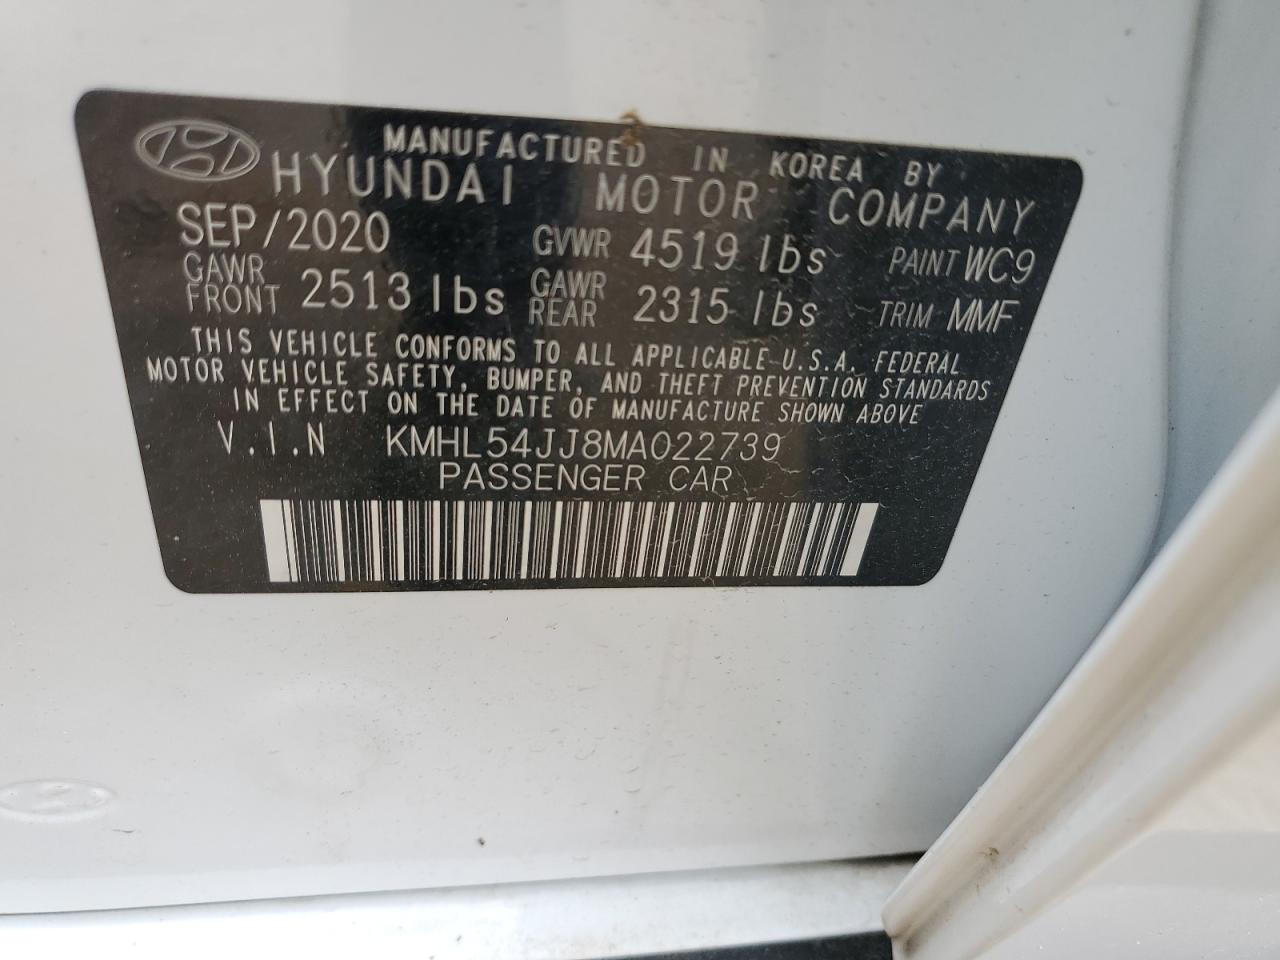 MANUFACTURED IN KOREA BY
HYUNDAI MOTOR COMPANY
SEP/2020 GVWR 4519 lbs PAINT WC9
GAWR FRONT 2513 lbs GAWR REAR 2315 lbs TRIM MMF
THIS VEHICLE CONFORMS TO ALL APPLICABLE U.S.A. FEDERAL
MOTOR VEHICLE SAFETY, BUMPER, AND THEFT PREVENTION STANDARDS
IN EFFECT ON THE DATE OF MANUFACTURE SHOWN ABOVE
V.I.N KMHL54JJ8MA022739
PASSENGER CAR